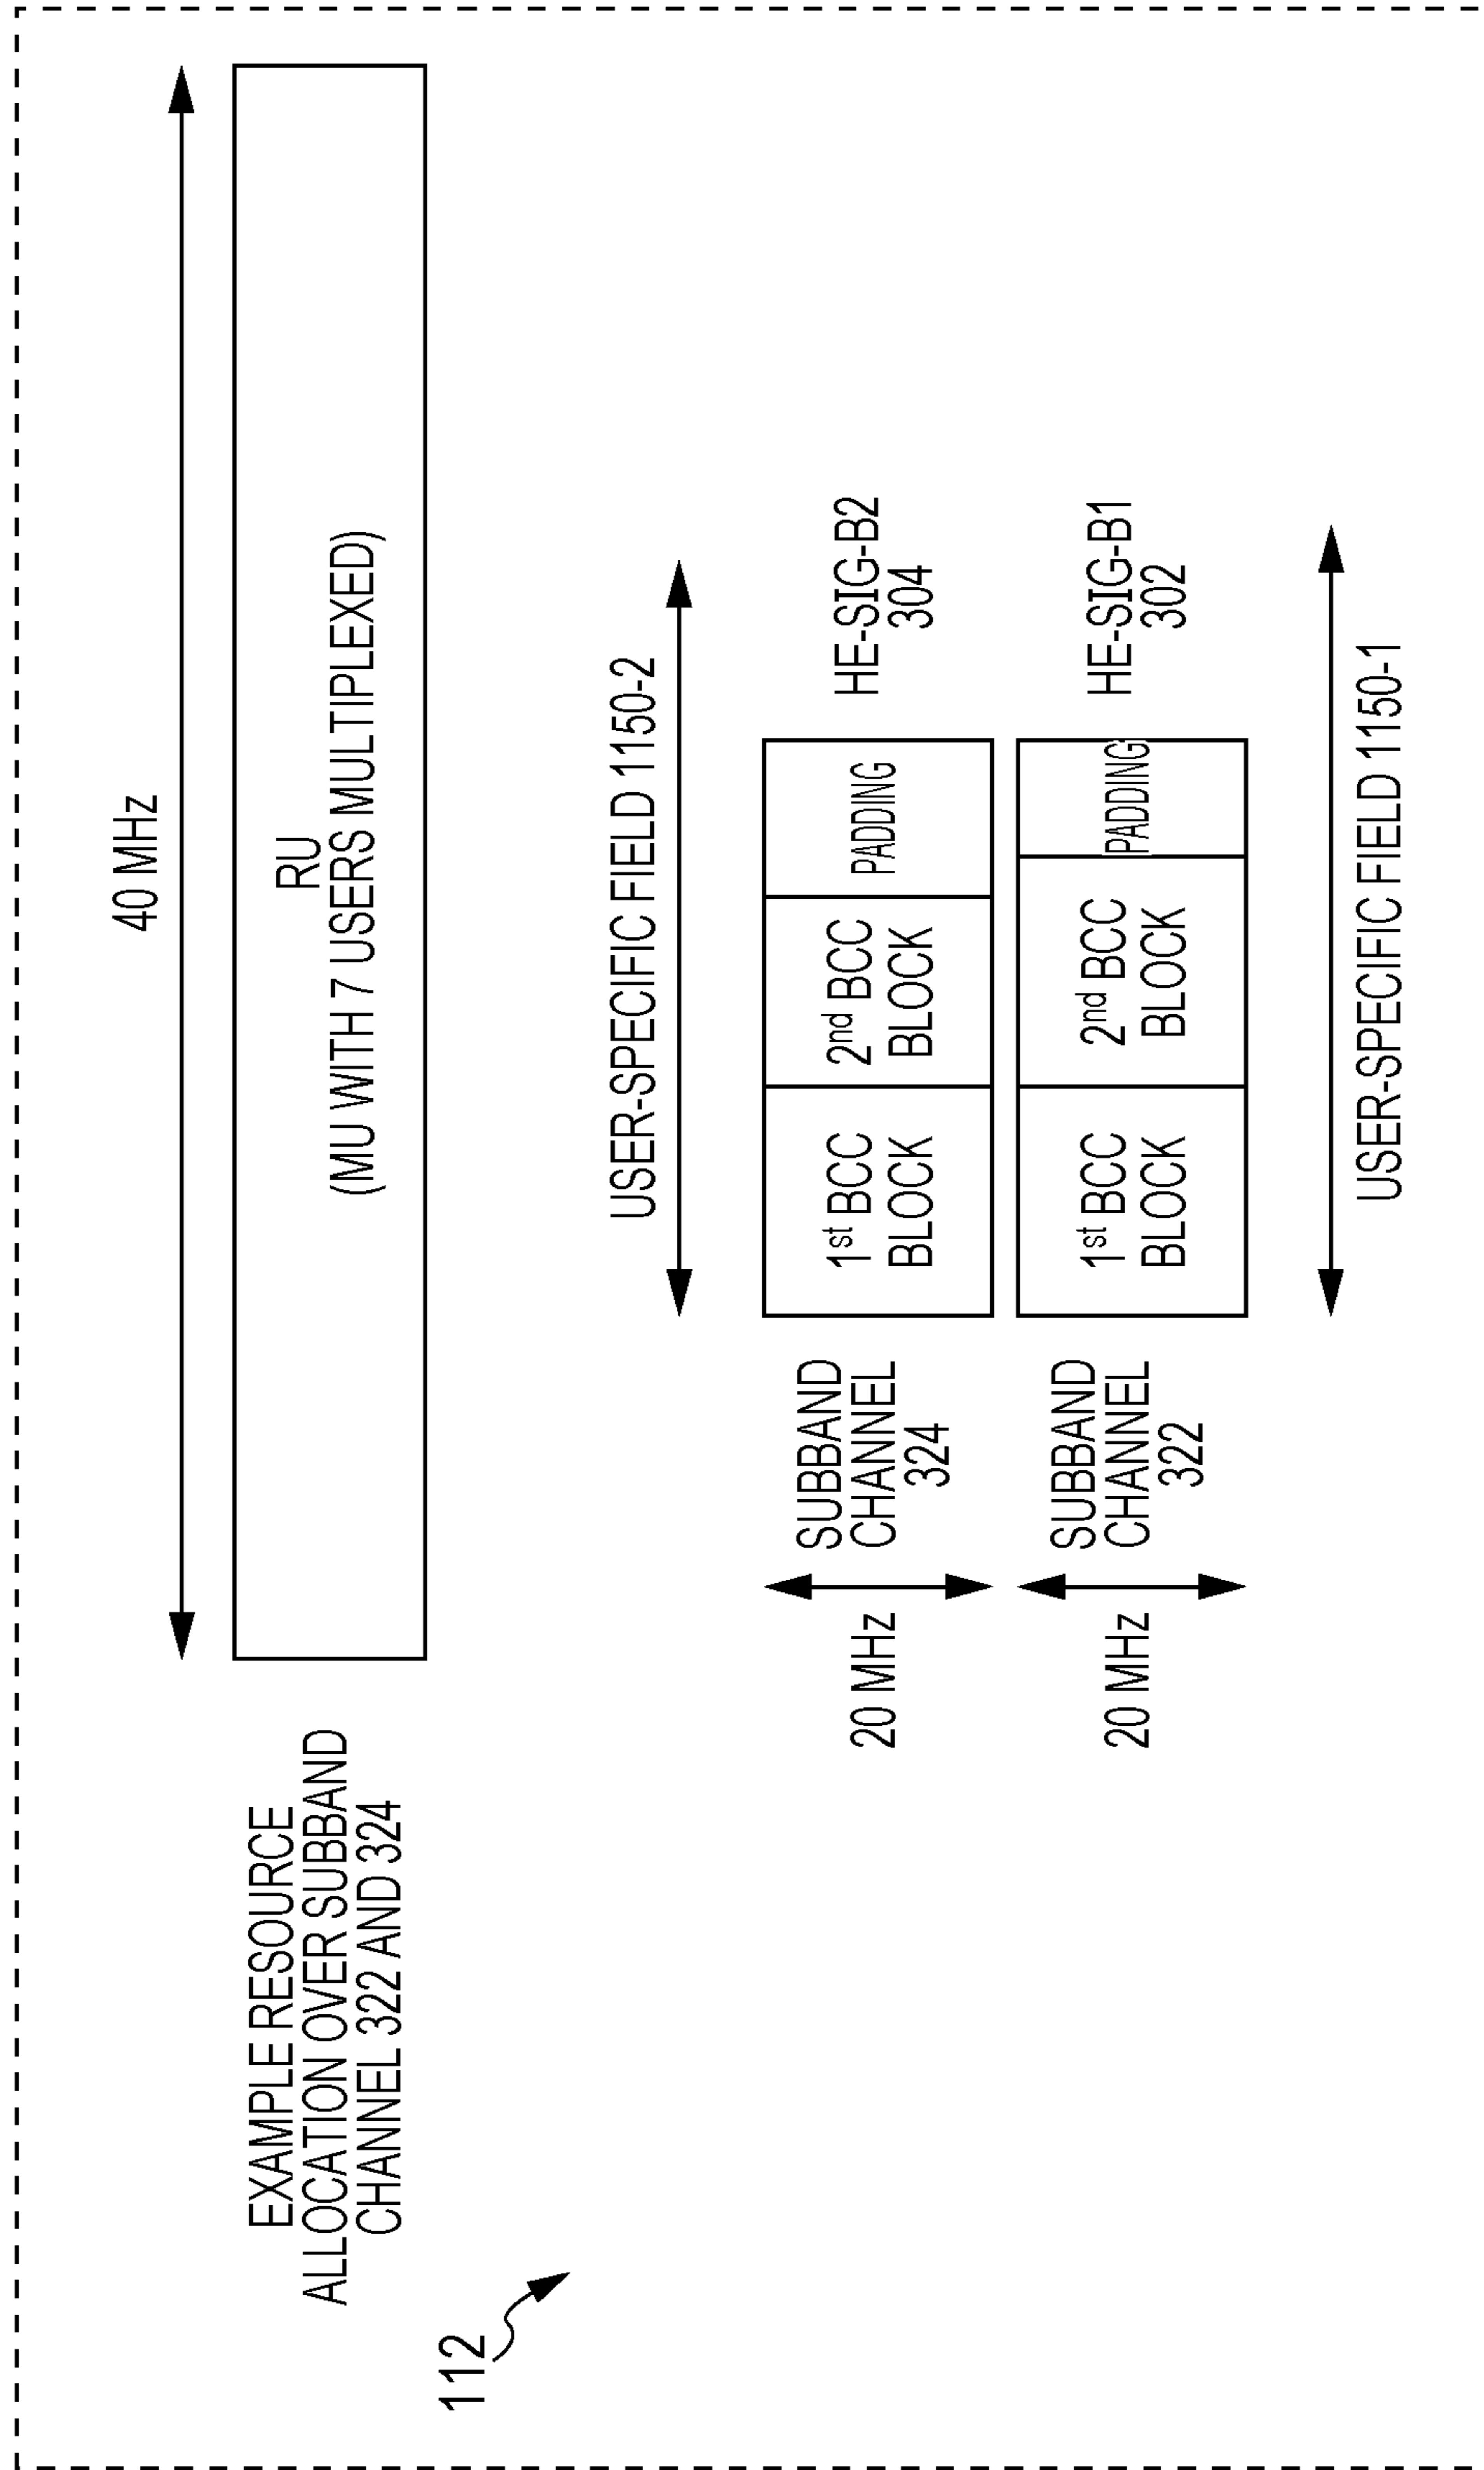 40 MHz
EXAMPLE RESOURCE
ALLOCATION OVER SUBBAND
CHANNEL 322 AND 324
RU
(MU WITH 7 USERS MULTIPLEXED)
112
USER-SPECIFIC FIELD 1150-2
20 MHz
SUBBAND
CHANNEL
324
1st BCC
BLOCK
2nd BCC
BLOCK
PADDING
HE-SIG-B2
304
20 MHz
SUBBAND
CHANNEL
322
1st BCC
BLOCK
2nd BCC
BLOCK
PADDING
HE-SIG-B1
302
USER-SPECIFIC FIELD 1150-1